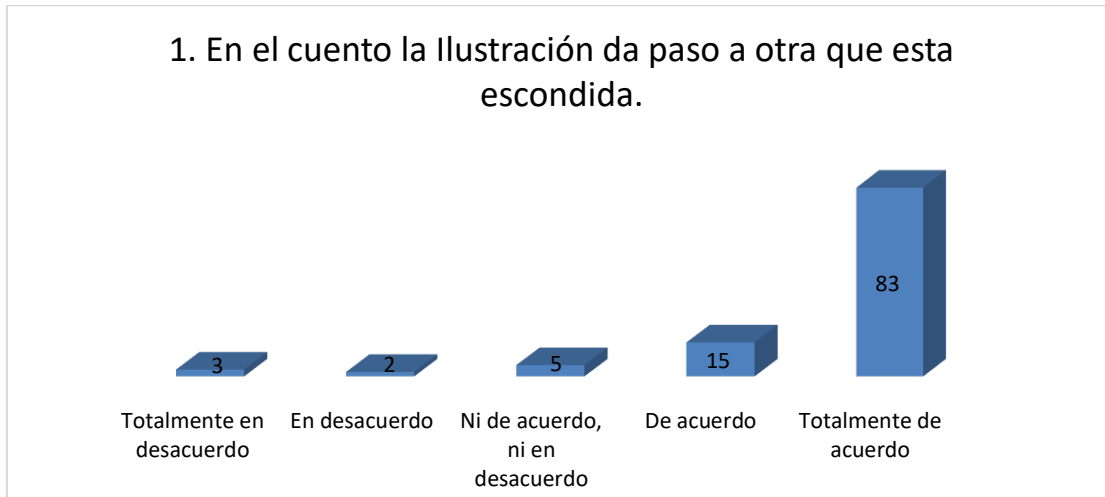 1. En el cuento la Ilustración da paso a otra que esta
escondida.
3
2
5
15
83
Totalmente en
desacuerdo
En desacuerdo
Ni de acuerdo,
ni en
desacuerdo
De acuerdo
Totalmente de
acuerdo